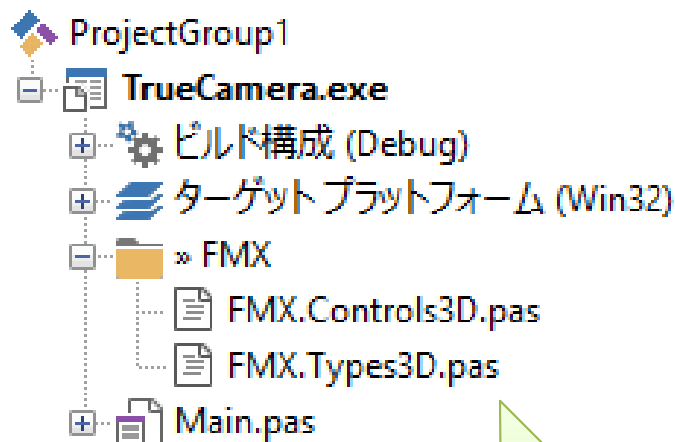 ProjectGroup1
TrueCamera.exe
ビルド構成 (Debug)
ターゲット プラットフォーム (Win32)
» FMX
FMX.Controls3D.pas
FMX.Types3D.pas
Main.pas